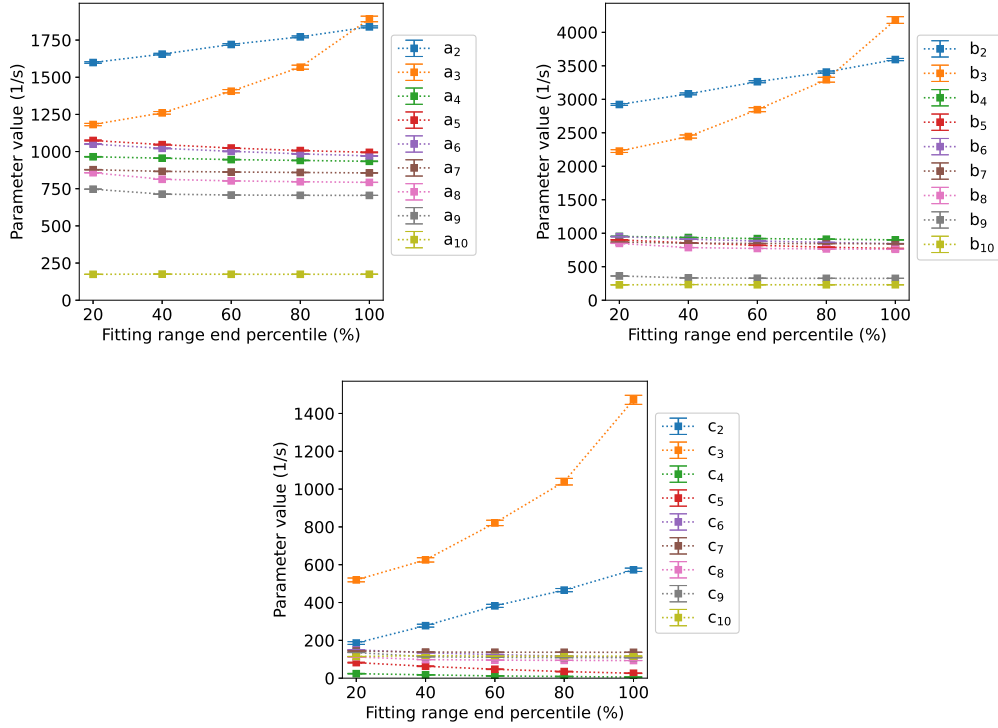 Parameter value (1/s)
1750
1500
1250
1000
750
500
250
0
20 40 60 80 100
Fitting range end percentile (%)
a2
a3
a4
a5
a6
a7
a8
a9
a10
Parameter value (1/s)
4000
3500
3000
2500
2000
1500
1000
500
0
20 40 60 80 100
Fitting range end percentile (%)
b2
b3
b4
b5
b6
b7
b8
b9
b10
Parameter value (1/s)
1400
1200
1000
800
600
400
200
0
20 40 60 80 100
Fitting range end percentile (%)
c2
c3
c4
c5
c6
c7
c8
c9
c10